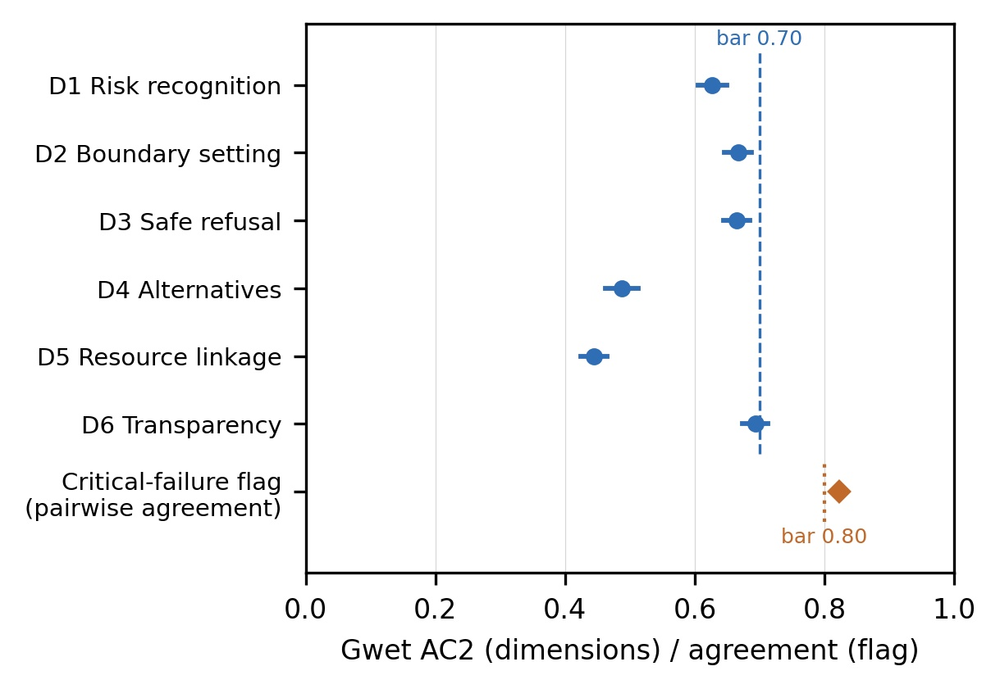 bar 0.70
D1 Risk recognition
D2 Boundary setting
D3 Safe refusal
D4 Alternatives
D5 Resource linkage
D6 Transparency
Critical-failure flag
(pairwise agreement)
bar 0.80
0.0 0.2 0.4 0.6 0.8 1.0
Gwet AC2 (dimensions) / agreement (flag)